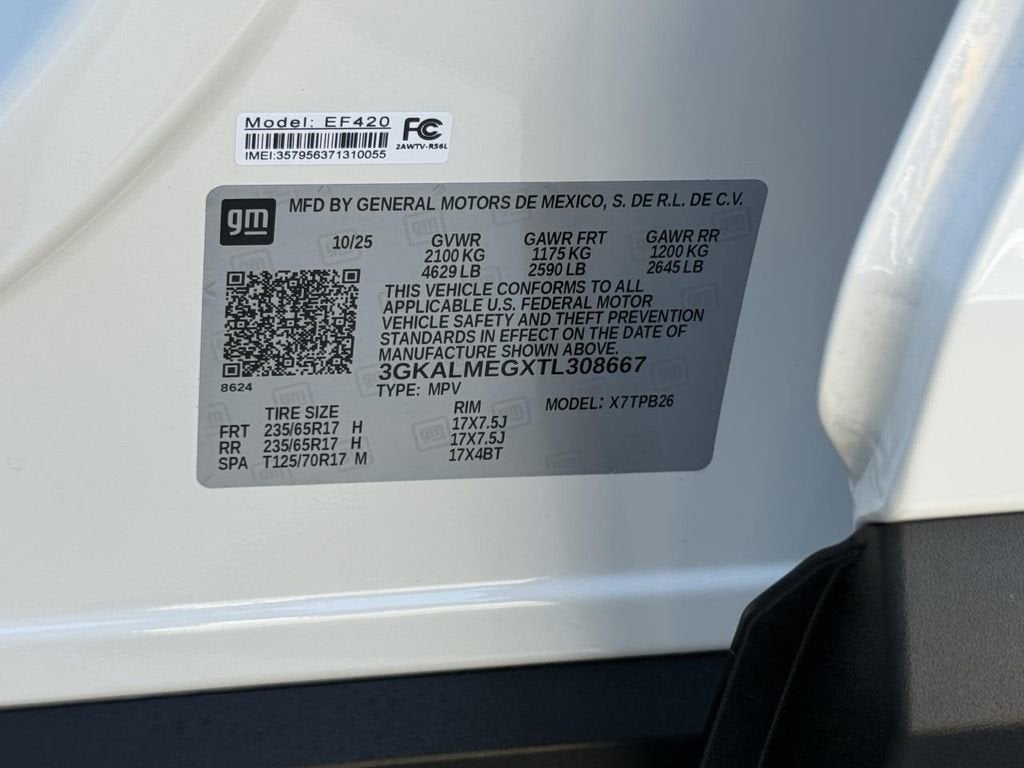 Model: EF420
FC
IMEI:357956371310055
2AWTV-R56L
gm
MFD BY GENERAL MOTORS DE MEXICO, S. DE R.L. DE C.V.
10/25 GVWR GAWR FRT GAWR RR
2100 KG 1175 KG 1200 KG
4629 LB 2590 LB 2645 LB
THIS VEHICLE CONFORMS TO ALL
APPLICABLE U.S. FEDERAL MOTOR
VEHICLE SAFETY AND THEFT PREVENTION
STANDARDS IN EFFECT ON THE DATE OF
MANUFACTURE SHOWN ABOVE.
3GKALMEGXTL308667
8624
TYPE: MPV
MODEL: X7TPB26
TIRE SIZE RIM
FRT 235/65R17 H 17X7.5J
RR 235/65R17 H 17X7.5J
SPA T125/70R17 M 17X4BT